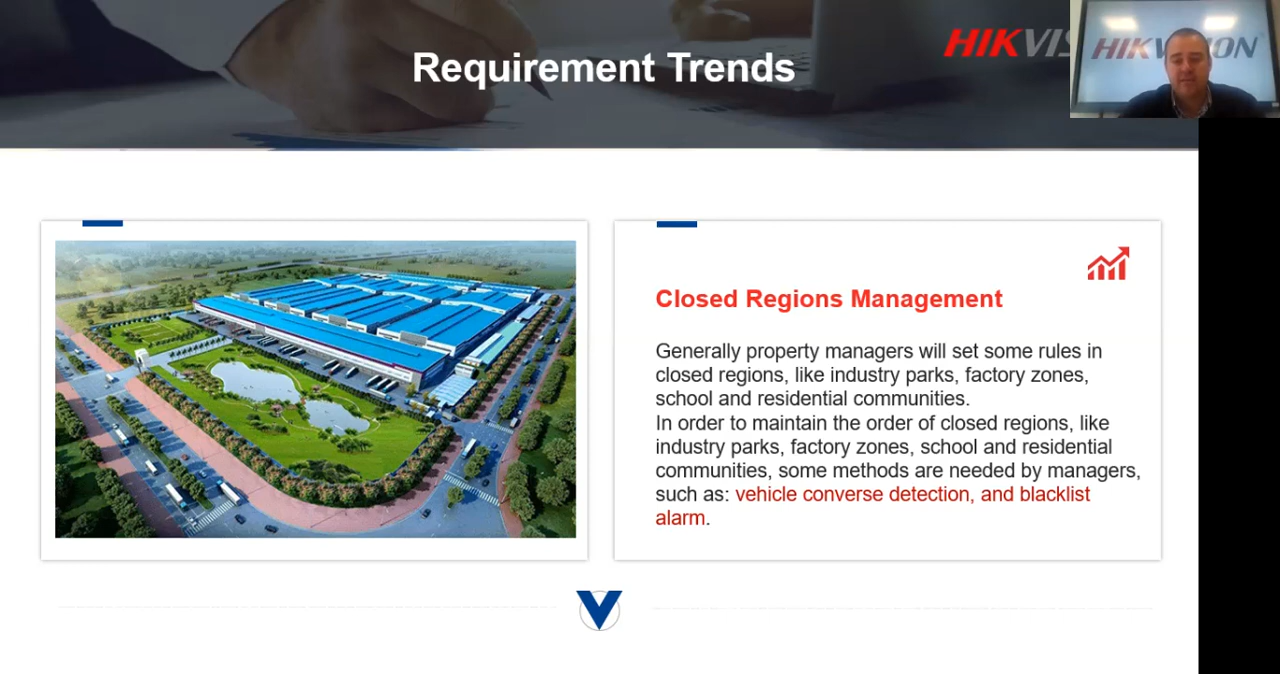 Requirement Trends
HIKVIS
HIKVISION
Closed Regions Management
Generally property managers will set some rules in
closed regions, like industry parks, factory zones,
school and residential communities.
In order to maintain the order of closed regions, like
industry parks, factory zones, school and residential
communities, some methods are needed by managers,
such as: vehicle converse detection, and blacklist
alarm.